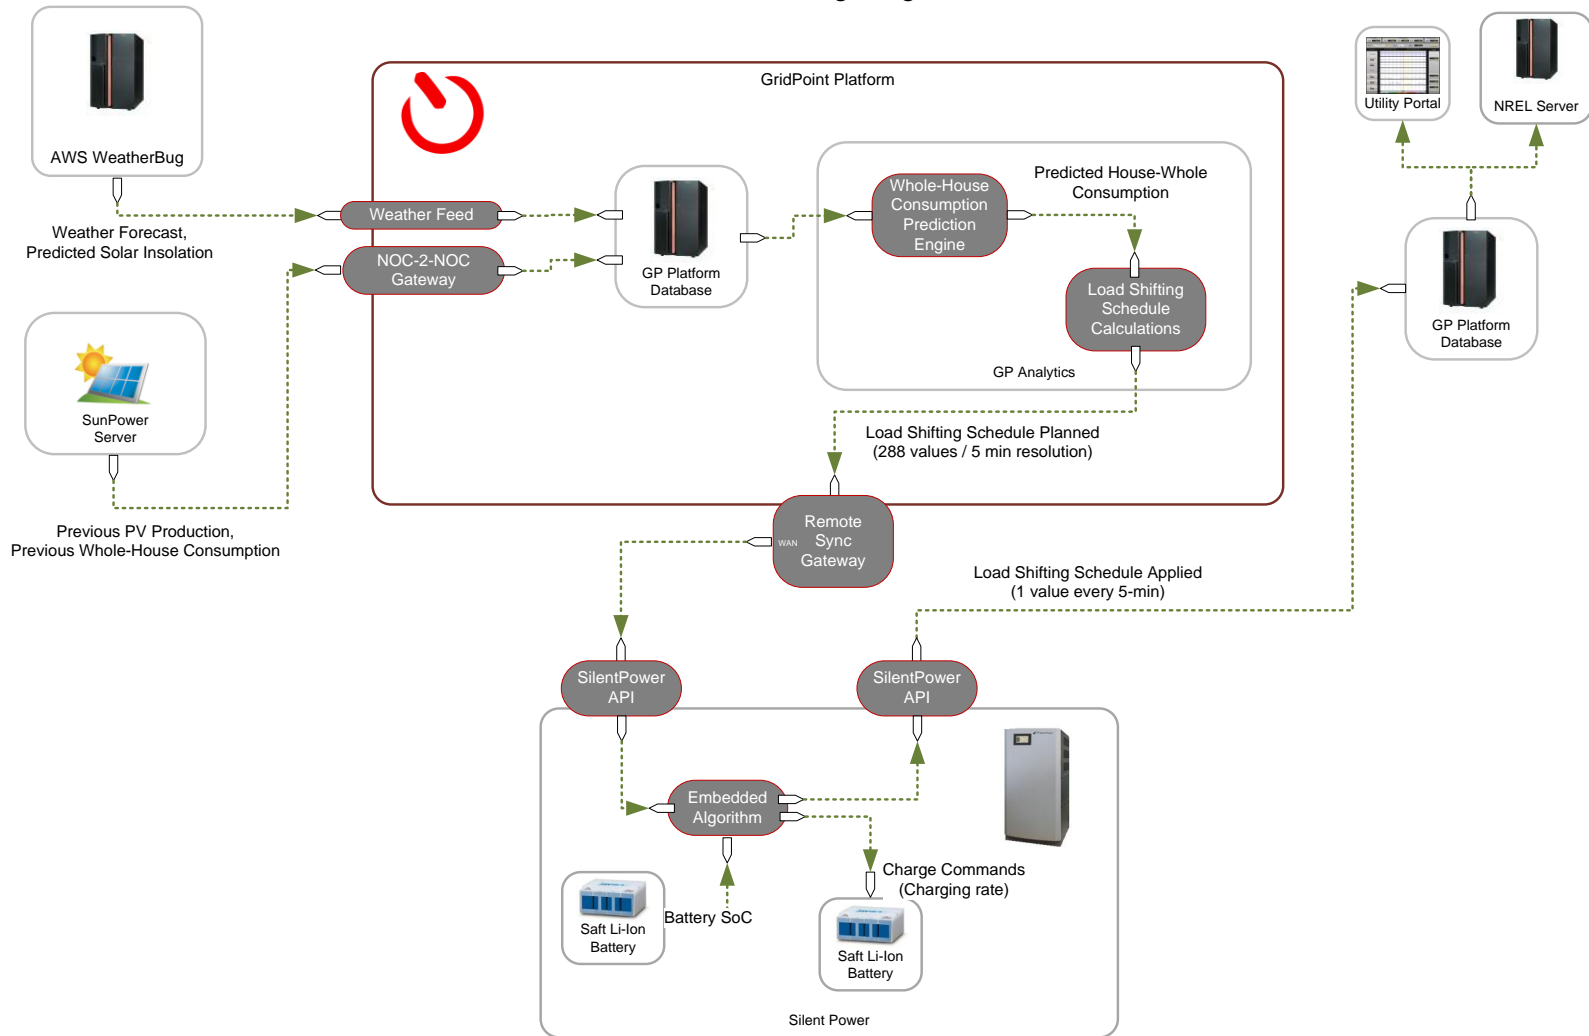 GridPoint Platform
AWS WeatherBug
Utility Portal
NREL Server
Weather Forecast,
Predicted Solar Insolation
Weather Feed
NOC-2-NOC
Gateway
GP Platform
Database
Whole-House
Consumption
Prediction
Engine
Predicted House-Whole
Consumption
Load Shifting
Schedule
Calculations
GP Analytics
GP Platform
Database
SunPower
Server
Load Shifting Schedule Planned
(288 values / 5 min resolution)
Previous PV Production,
Previous Whole-House Consumption
WAN
Remote
Sync
Gateway
Load Shifting Schedule Applied
(1 value every 5-min)
SilentPower
API
SilentPower
API
Embedded
Algorithm
Charge Commands
(Charging rate)
Battery SoC
Saft Li-Ion
Battery
Saft Li-Ion
Battery
Silent Power